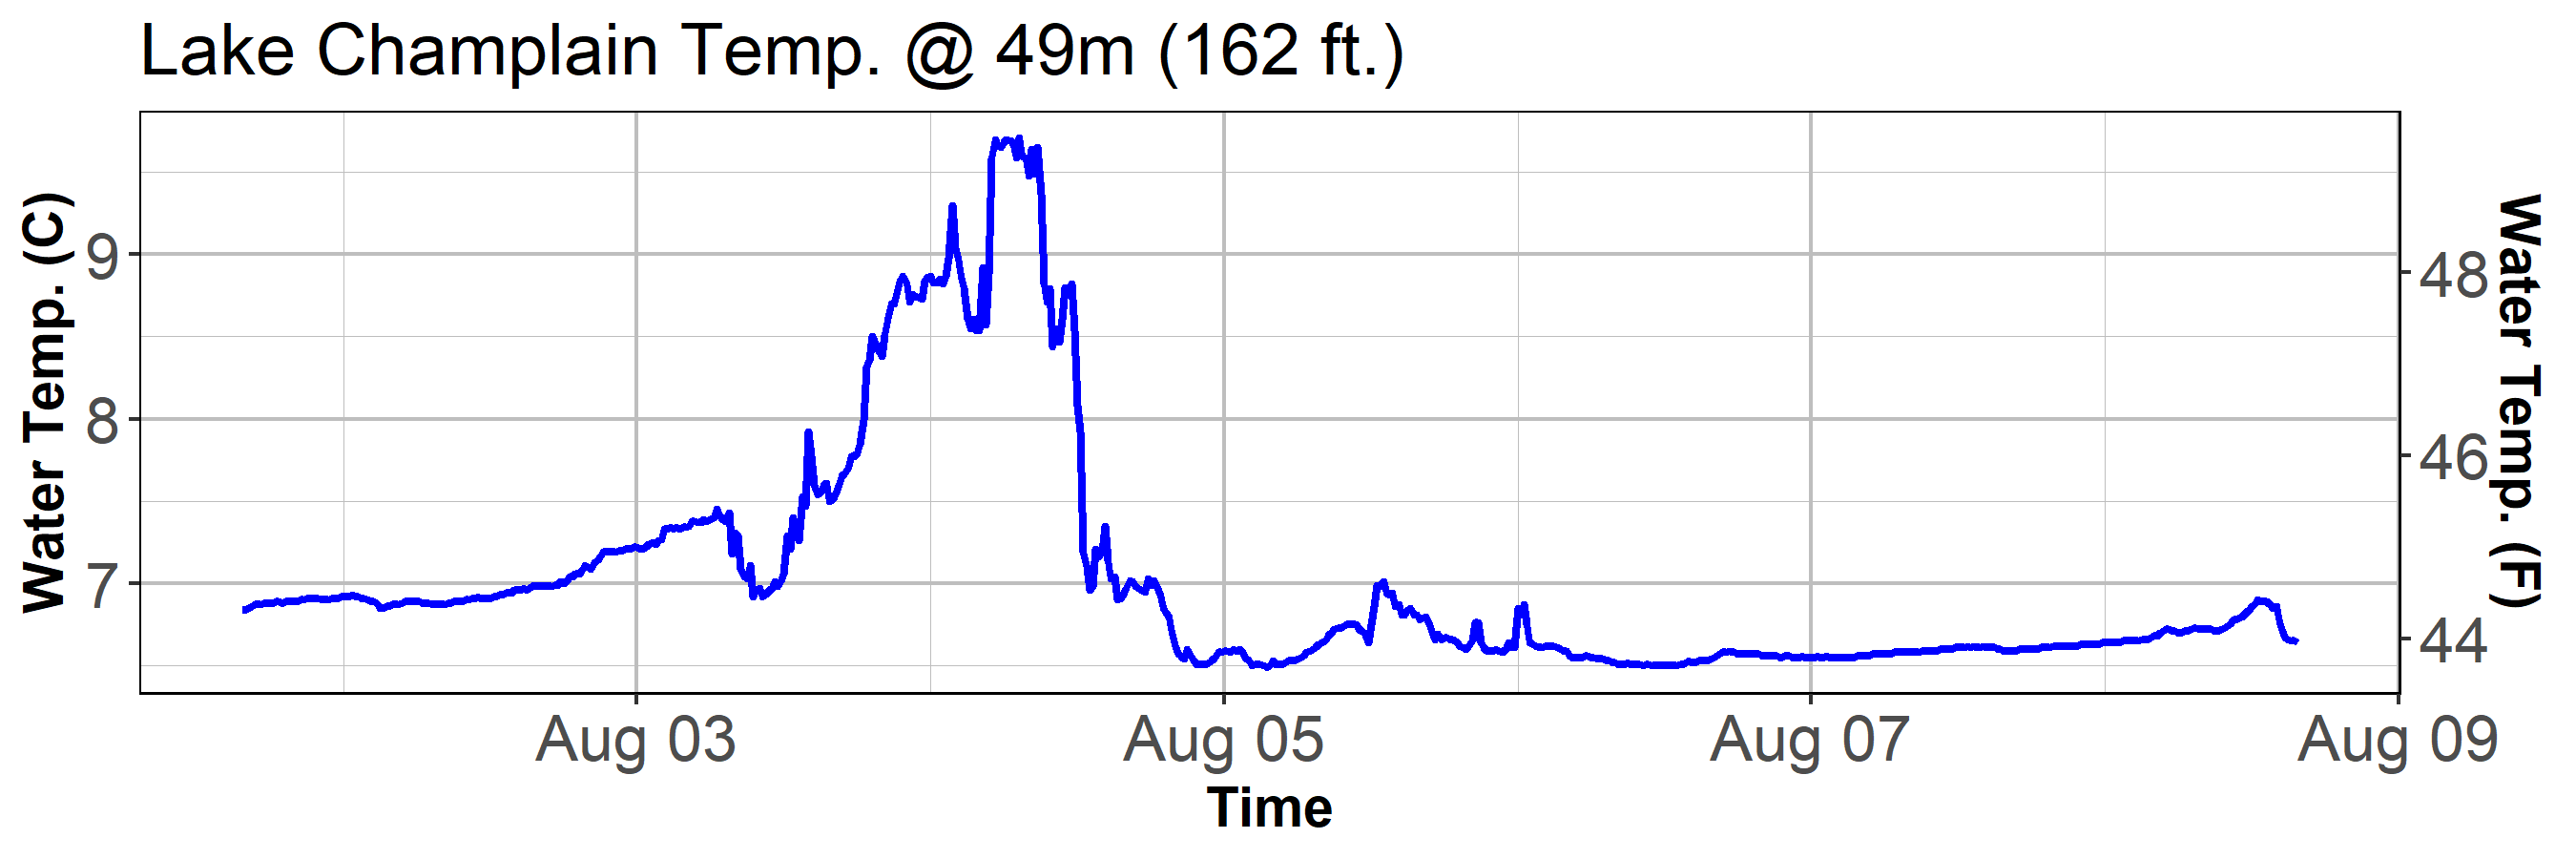 Lake Champlain Temp. @ 49m (162 ft.)
Water Temp. (C)
9
8
7
48
46
44
Water Temp. (F)
Aug 03
Aug 05
Aug 07
Aug 09
Time